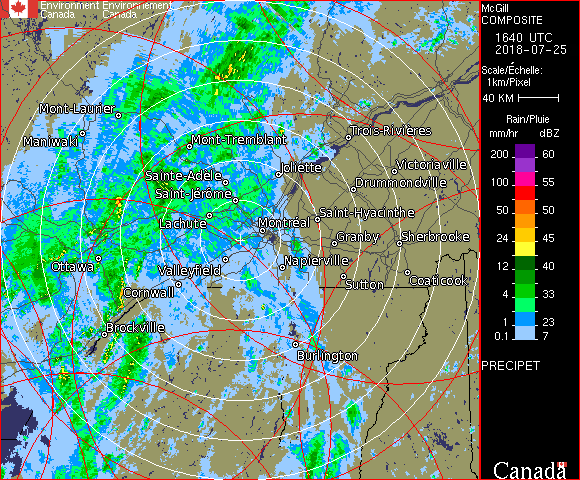 Environment Environnement
Canada Canada
McGill
COMPOSITE
1640 UTC
2018-07-25
Scale/Échelle:
1km/Pixel
40 KM
Rain/Pluie
mm/hr dBZ
200 60
100 55
50 50
24 45
12 40
4 33
1 23
0.1 7
PRECIPET
Canada
Mont-Laurier
Maniwaki
Mont-Tremblant
Trois-Rivières
Joliette
Victoriaville
Sainte-Adèle
Drummondville
Saint-Jérôme
Saint-Hyacinthe
Lachute
Montréal
Granby
Sherbrooke
Ottawa
Valleyfield
Napierville
Cornwall
Sutton
Coaticook
Brockville
Burlington